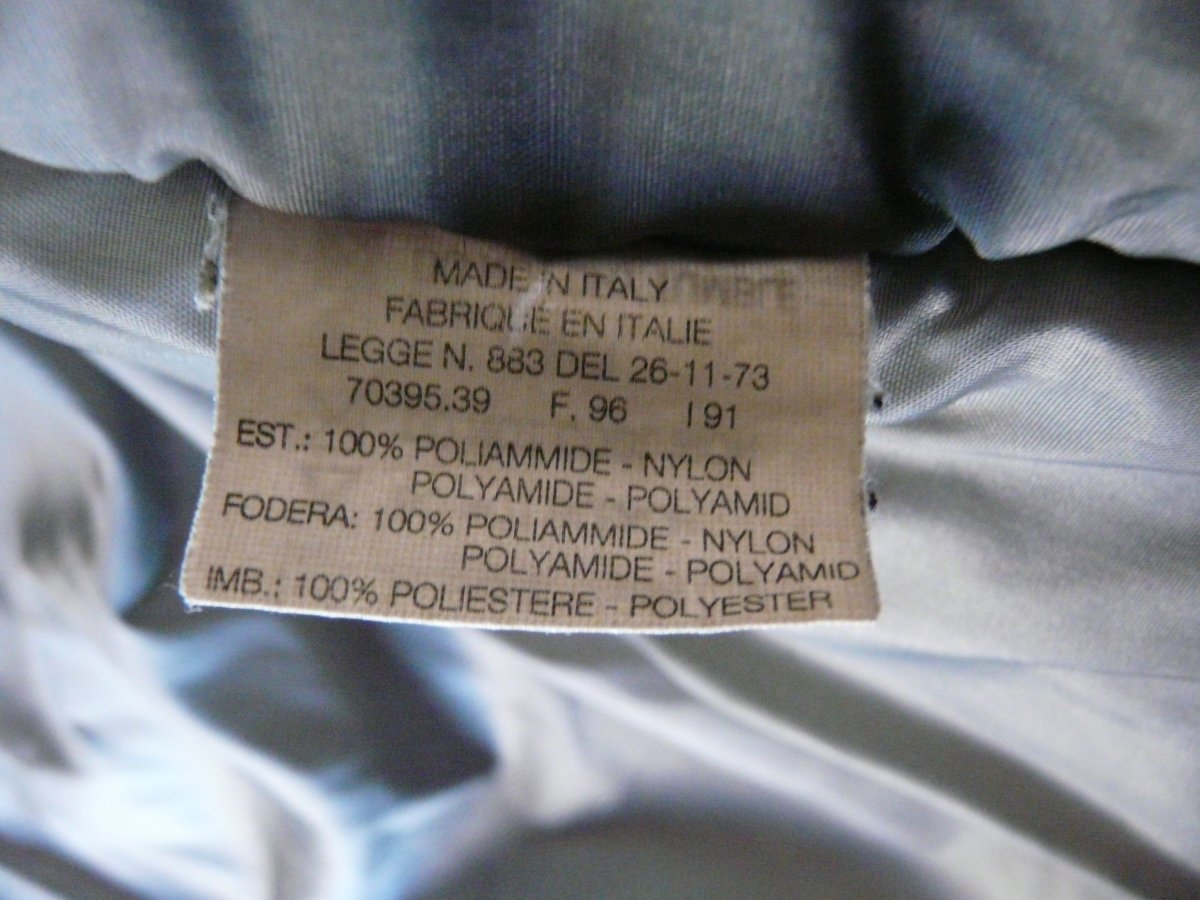 MADE IN ITALY
FABRIQUE EN ITALIE
LEGGE N. 883 DEL 26-11-73
70395.39 F. 96 I 91
EST.: 100% POLIAMMIDE - NYLON
POLYAMIDE - POLYAMID
FODERA: 100% POLIAMMIDE - NYLON
POLYAMIDE - POLYAMID
IMB.: 100% POLIESTERE - POLYESTER